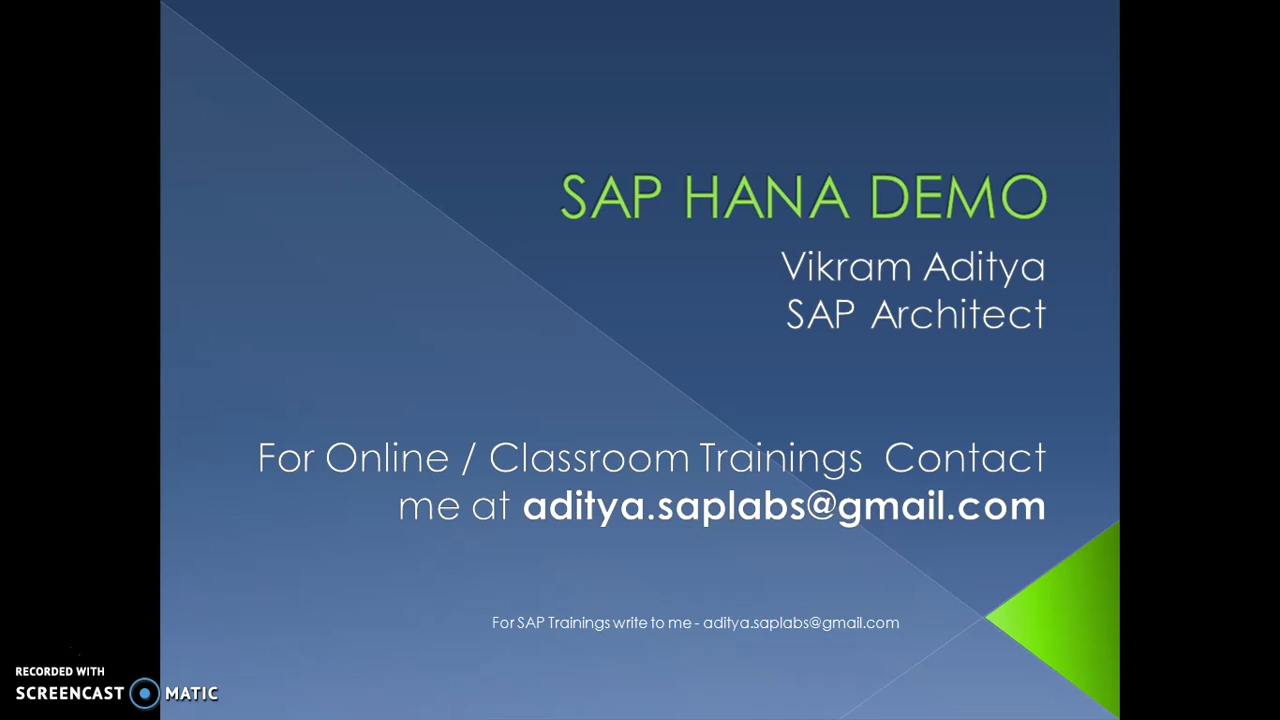 SAP HANA DEMO
Vikram Aditya
SAP Architect
For Online / Classroom Trainings Contact
me at aditya.saplabs@gmail.com
For SAP Trainings write to me - aditya.saplabs@gmail.com
RECORDED WITH
SCREENCAST MATIC